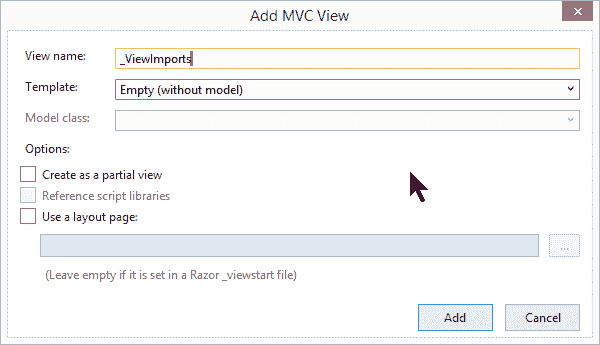 Add MVC View
View name: _ViewImports
Template: Empty (without model)
Model class:
Options:
Create as a partial view
Reference script libraries
Use a layout page:
...
(Leave empty if it is set in a Razor _viewstart file)
Add Cancel